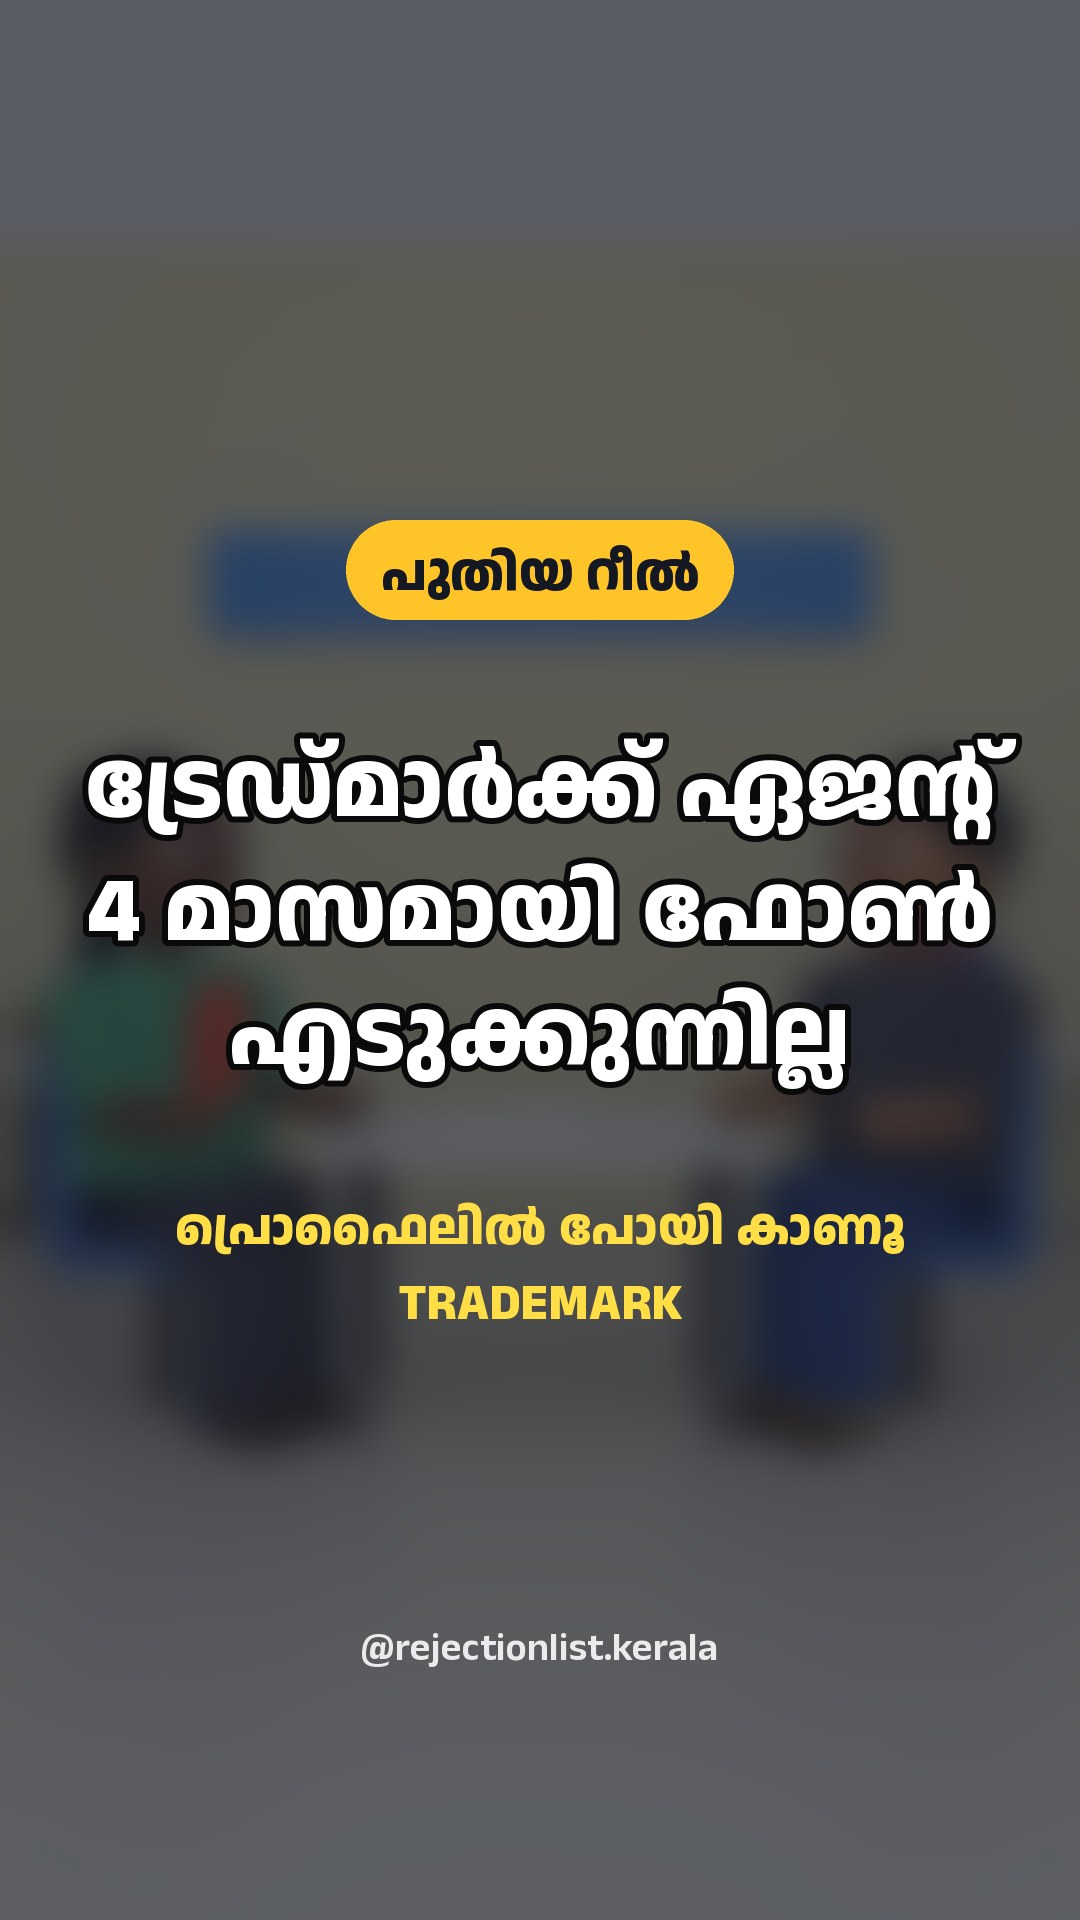 പുതിയ റീൽ
ട്രേഡ്മാർക്ക് ഏജന്റ്
4 മാസമായി ഫോൺ
എടുക്കുന്നില്ല
പ്രൊഫൈലിൽ പോയി കാണൂ
TRADEMARK
@rejectionlist.kerala